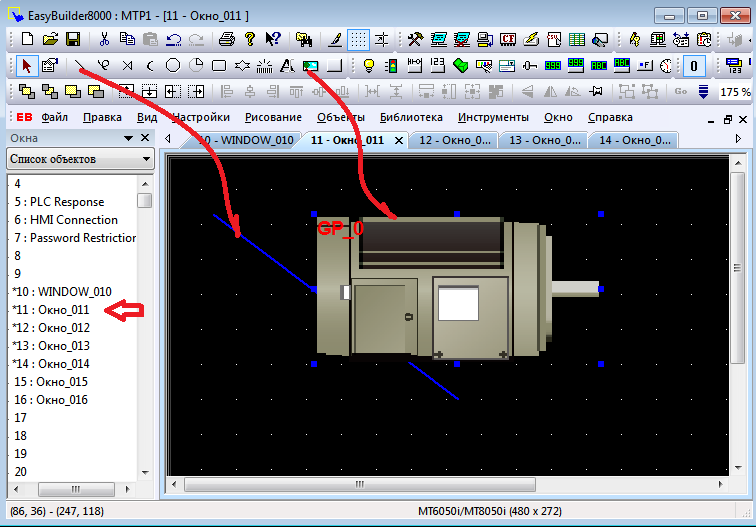 EasyBuilder8000 : MTP1 - [11 - Окно_011 ]
175 %
EB Файл Правка Вид Настройки Рисование Объекты Библиотека Инструменты Окно Справка
Окна
10 - WINDOW_010 11 - Окно_011 12 - Окно_0... 13 - Окно_0... 14 - Окно_0...
Список объектов
4
5 : PLC Response
6 : HMI Connection
7 : Password Restriction
8
9
*10 : WINDOW_010
*11 : Окно_011
*12 : Окно_012
*13 : Окно_013
*14 : Окно_014
15 : Окно_015
16 : Окно_016
17
18
19
20
GP_0
(86, 36) - (247, 118)
MT6050i/MT8050i (480 x 272)